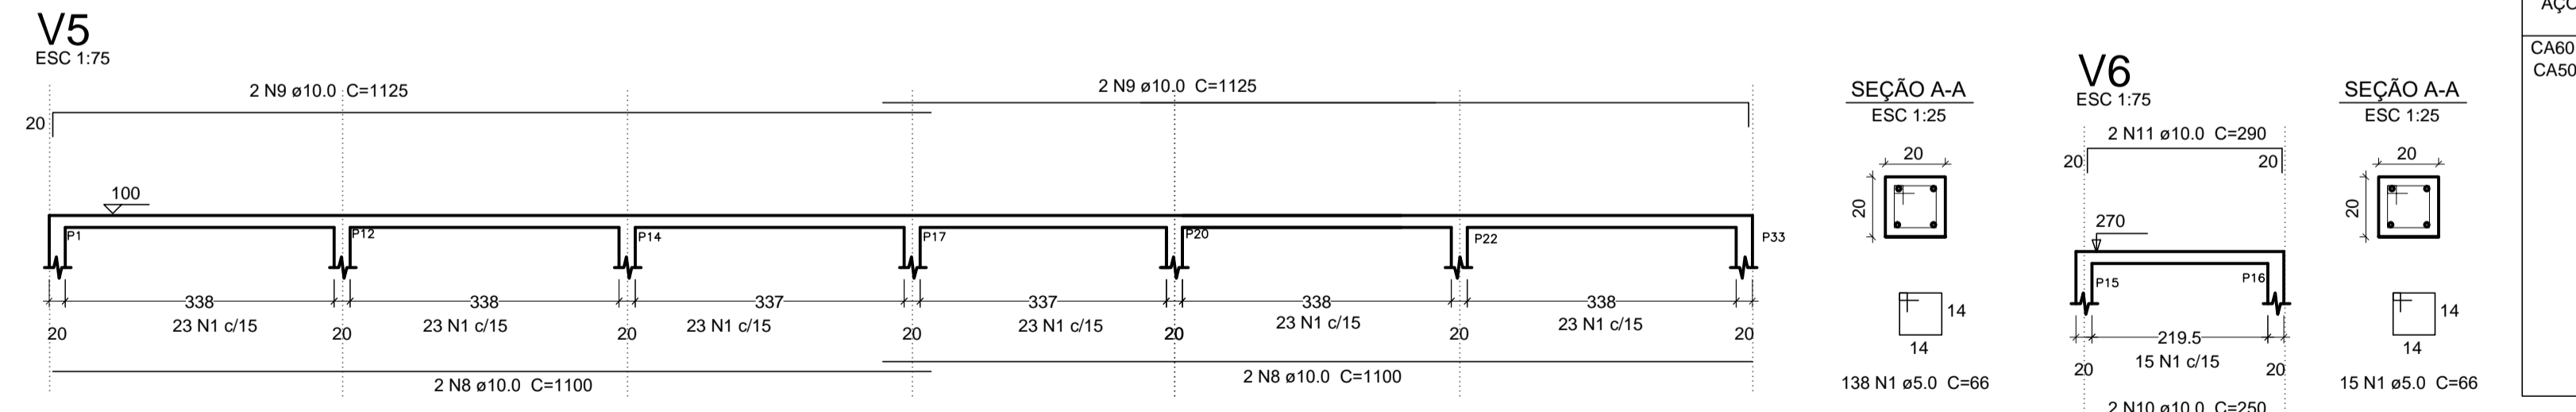 V5
ESC 1:75
2 N9 ø10.0 C=1125
2 N9 ø10.0 C=1125
20
100
P1
P12
P14
P17
P20
P22
P33
338
338
337
337
338
338
23 N1 c/15
23 N1 c/15
23 N1 c/15
23 N1 c/15
23 N1 c/15
23 N1 c/15
20
20
20
20
20
20
20
2 N8 ø10.0 C=1100
2 N8 ø10.0 C=1100
SEÇÃO A-A
ESC 1:25
20
20
14
14
138 N1 ø5.0 C=66
V6
ESC 1:75
2 N11 ø10.0 C=290
20
20
270
P15
P16
219.5
15 N1 c/15
20
20
2 N10 ø10.0 C=250
SEÇÃO A-A
ESC 1:25
20
20
14
14
15 N1 ø5.0 C=66
CA60
CA50